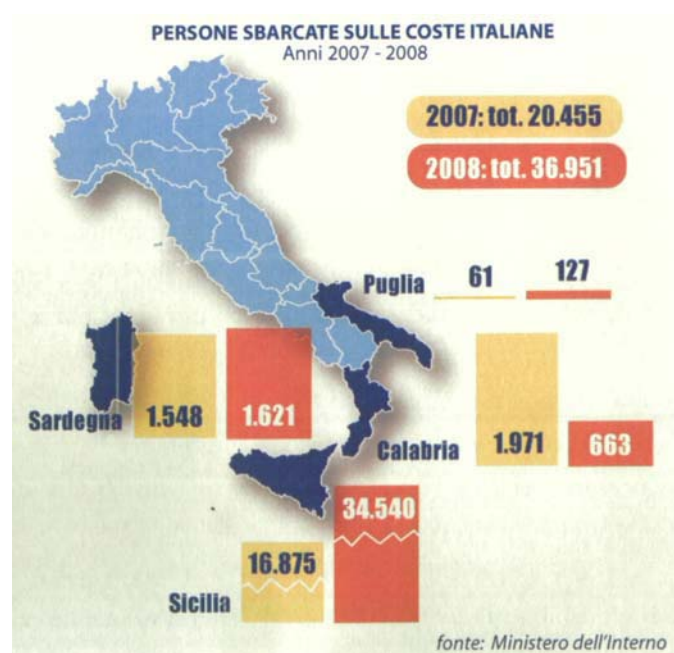 PERSONE SBARCATE SULLE COSTE ITALIANE
Anni 2007 - 2008
2007: tot. 20.455
2008: tot. 36.951
Puglia
61
127
Sardegna
1.548
1.621
Calabria
1.971
663
34.540
16.875
Sicilia
fonte: Ministero dell'Interno